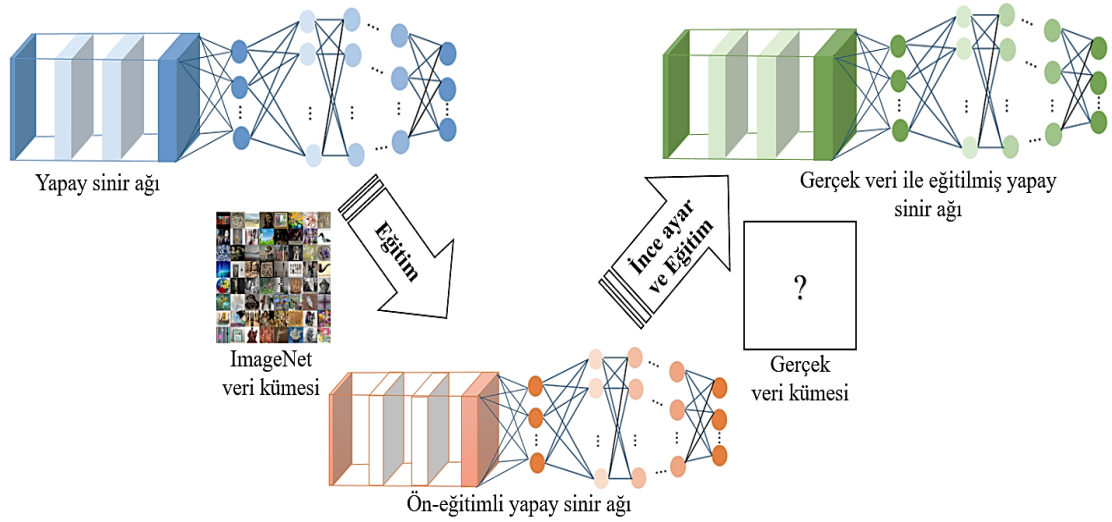 Yapay sinir ağı
Gerçek veri ile eğitilmiş yapay
sinir ağı
Eğitim
İnce ayar
ve Eğitim
?
ImageNet
veri kümesi
Gerçek
veri kümesi
Ön-eğitimli yapay sinir ağı